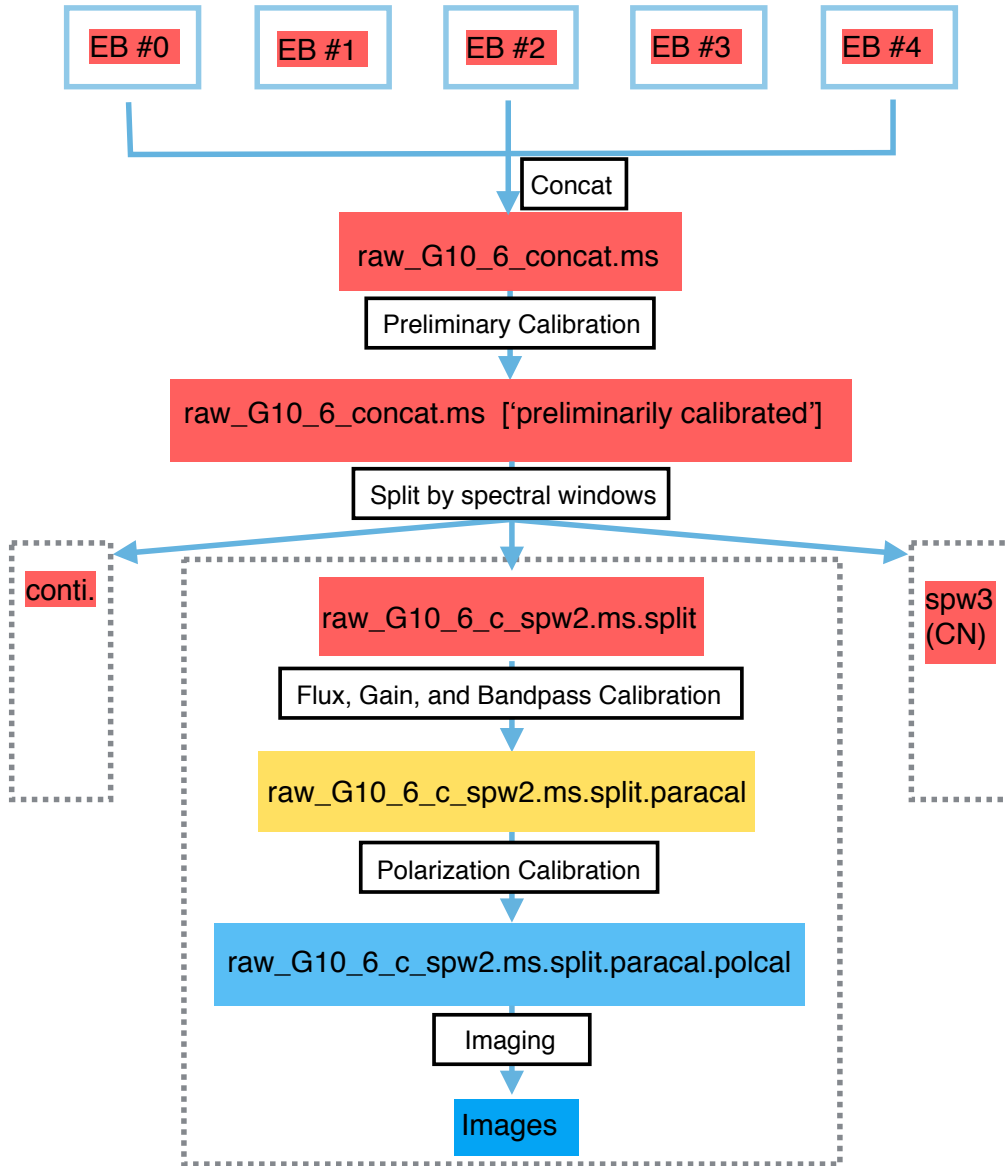 EB #0
EB #1
EB #2
EB #3
EB #4
Concat
raw_G10_6_concat.ms
Preliminary Calibration
raw_G10_6_concat.ms ['preliminarily calibrated’]
Split by spectral windows
conti.
raw_G10_6_c_spw2.ms.split
spw3
(CN)
Flux, Gain, and Bandpass Calibration
raw_G10_6_c_spw2.ms.split.paracal
Polarization Calibration
raw_G10_6_c_spw2.ms.split.paracal.polcal
Imaging
Images